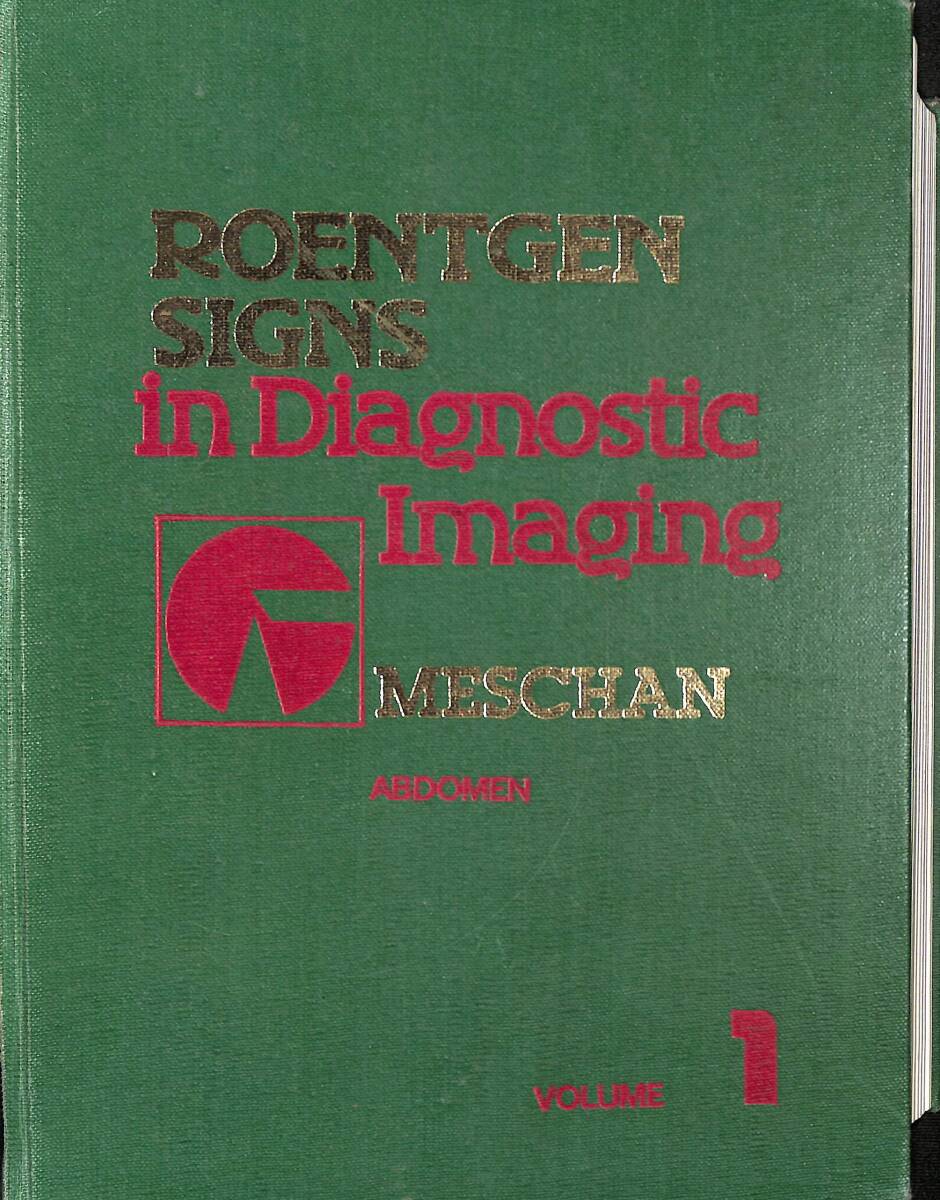 ROENTGEN
SIGNS
in Diagnostic
Imaging
MESCHAN
ABDOMEN
VOLUME 1